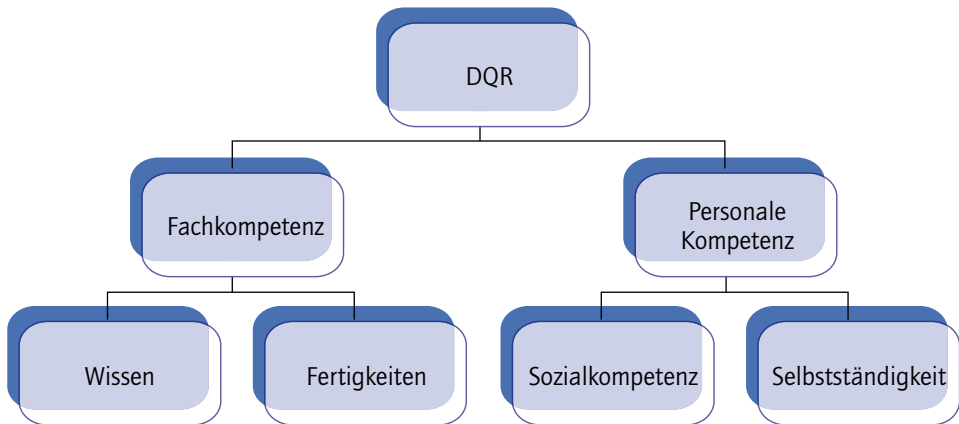 DQR
Fachkompetenz
Personale
Kompetenz
Wissen
Fertigkeiten
Sozialkompetenz
Selbstständigkeit